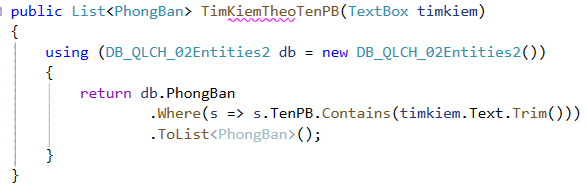 public List<PhongBan> TimKiemTheoTenPB(TextBox timkiem)
{
using (DB_QLCH_02Entities2 db = new DB_QLCH_02Entities2())
{
return db.PhongBan
.Where(s => s.TenPB.Contains(timkiem.Text.Trim()))
.ToList<PhongBan>();
}
}